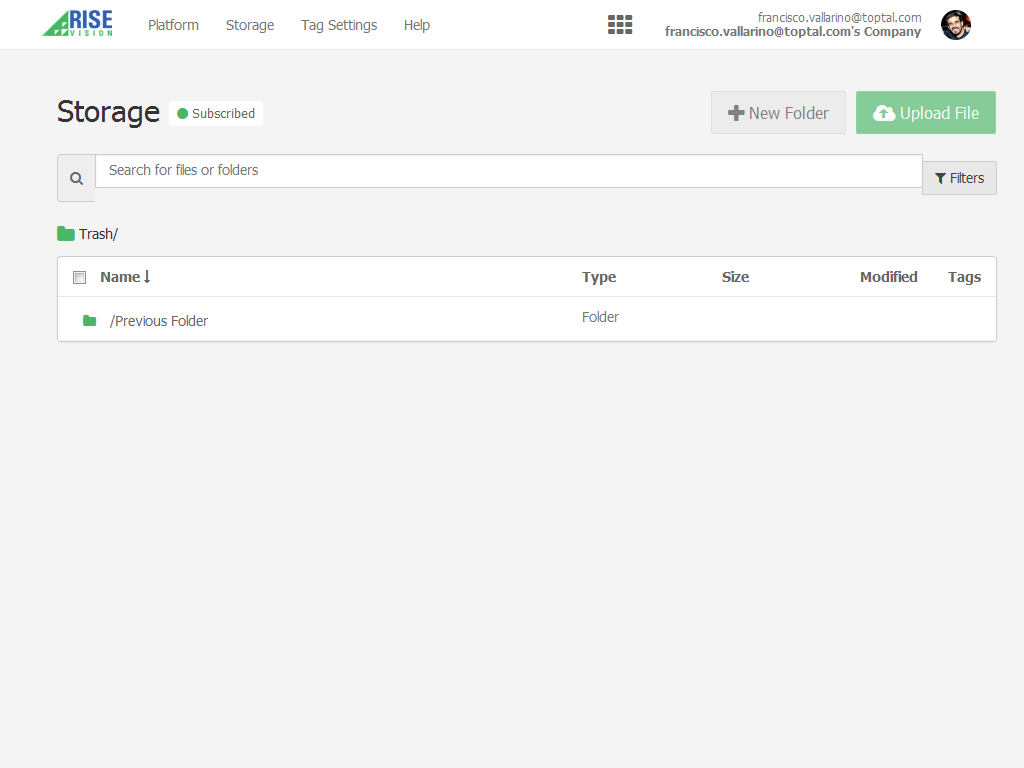 RISE
VISION
Platform
Storage
Tag Settings
Help
francisco.vallarino@toptal.com
francisco.vallarino@toptal.com's Company
Storage
Subscribed
New Folder
Upload File
Search for files or folders
Filters
Trash/
Name Type Size Modified Tags
/Previous Folder Folder